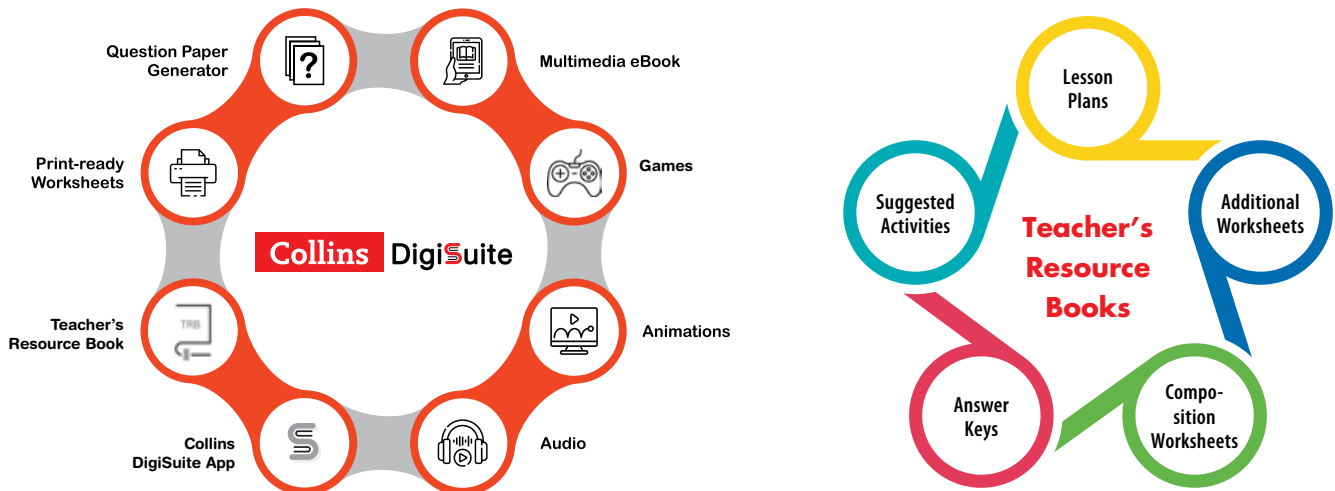 Question Paper
Generator
Multimedia eBook
Print-ready
Worksheets
Games
Collins DigiSuite
Teacher's
Resource Book
TRB
Animations
Collins
DigiSuite App
Audio
Lesson
Plans
Suggested
Activities
Additional
Worksheets
Teacher's
Resource
Books
Answer
Keys
Compo-
sition
Worksheets